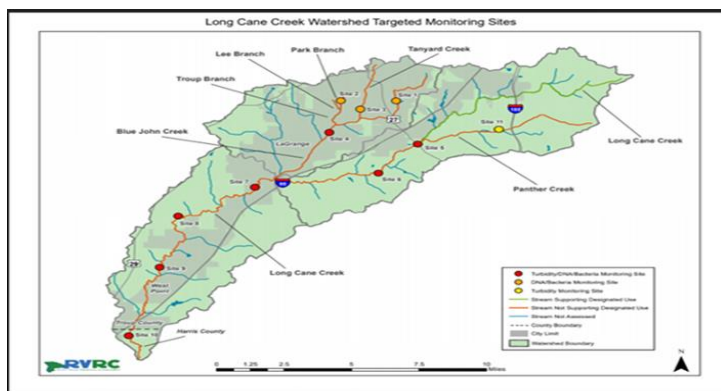 Long Cane Creek Watershed Targeted Monitoring Sites
Tanyard Creek
Park Branch
Lee Branch
Troup Branch
Site 2
Site 1
Site 3
27
Site 4
Blue John Creek
LaGrange
185
Site 11
Long Cane Creek
Panther Creek
Site 6
Site 7
85
Site 8
Long Cane Creek
Site 9
29
West
Point
Troup County
Harris County
Site 10
Turbidity/DNA/Bacteria Monitoring Site
DNA/Bacteria Monitoring Site
Turbidity Monitoring Site
Stream Supporting Designated Use
Stream Not Supporting Designated Use
Stream Not Assessed
County Boundary
City Limit
Watershed Boundary
RVRC
0 1.25 2.5 5 7.5 10
Miles
N